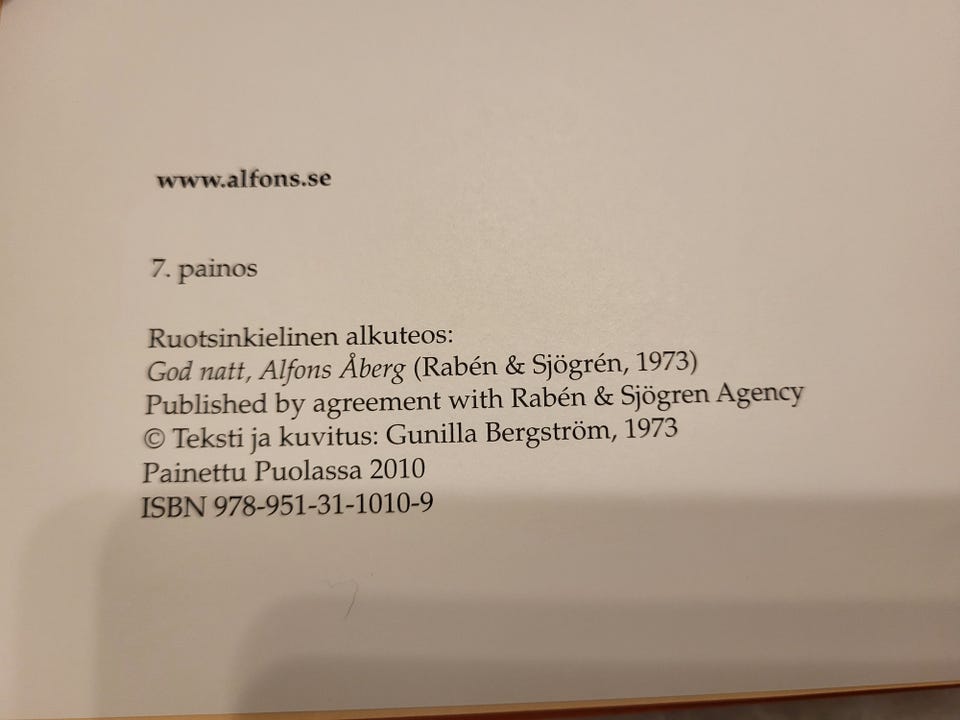 www.alfons.se
7. painos
Ruotsinkielinen alkuteos:
God natt, Alfons Åberg (Rabén & Sjögrén, 1973)
Published by agreement with Rabén & Sjögren Agency
© Teksti ja kuvitus: Gunilla Bergström, 1973
Painettu Puolassa 2010
ISBN 978-951-31-1010-9